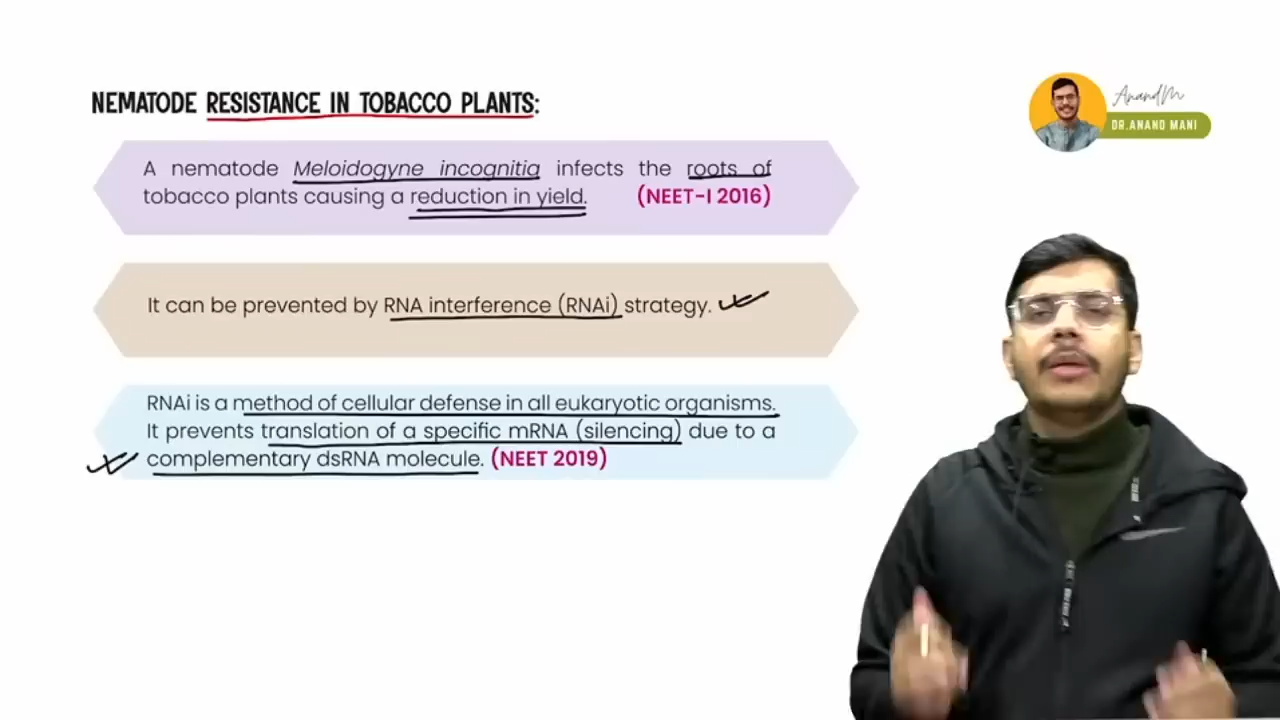 NEMATODE RESISTANCE IN TOBACCO PLANTS:
AnandM
DR.ANAND MANI
A nematode Meloidogyne incognitia infects the roots of
tobacco plants causing a reduction in yield. (NEET-I 2016)
It can be prevented by RNA interference (RNAi) strategy.
RNAi is a method of cellular defense in all eukaryotic organisms.
It prevents translation of a specific mRNA (silencing) due to a
complementary dsRNA molecule. (NEET 2019)